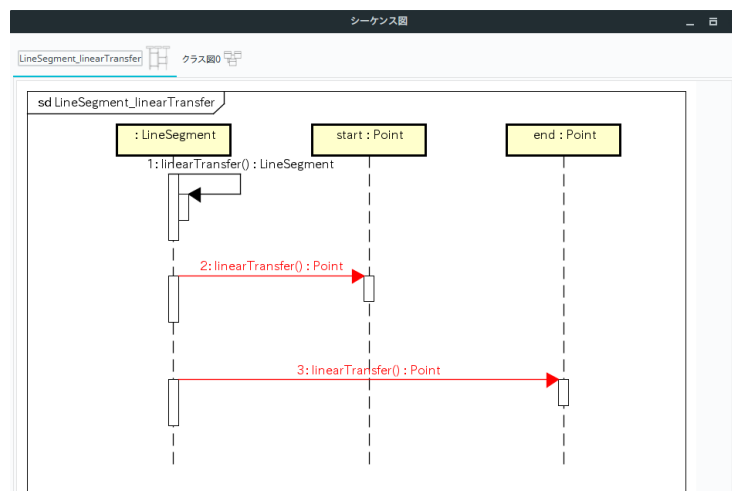 シーケンス図
LineSegment_linearTransfer クラス図0
sd LineSegment_linearTransfer
: LineSegment start : Point end : Point
1: linearTransfer() : LineSegment
2: linearTransfer() : Point
3: linearTransfer() : Point